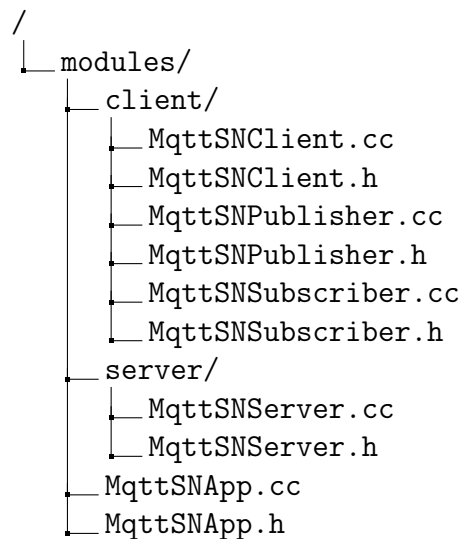 /
modules/
client/
MqttSNClient.cc
MqttSNClient.h
MqttSNPublisher.cc
MqttSNPublisher.h
MqttSNSubscriber.cc
MqttSNSubscriber.h
server/
MqttSNServer.cc
MqttSNServer.h
MqttSNApp.cc
MqttSNApp.h